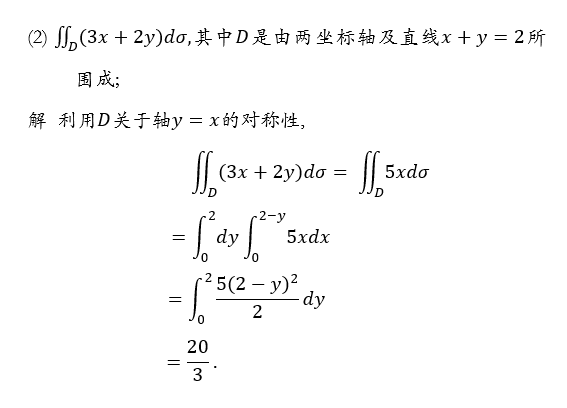 (2) ∬_D(3x + 2y)dσ,其中D是由两坐标轴及直线x + y = 2所
围成;
解 利用D关于轴y = x的对称性,
∬_D(3x + 2y)dσ = ∬_D 5xdσ
= ∫_0^2 dy ∫_0^{2−y} 5xdx
= ∫_0^2 \frac{5(2 − y)^2}{2} dy
= \frac{20}{3}.